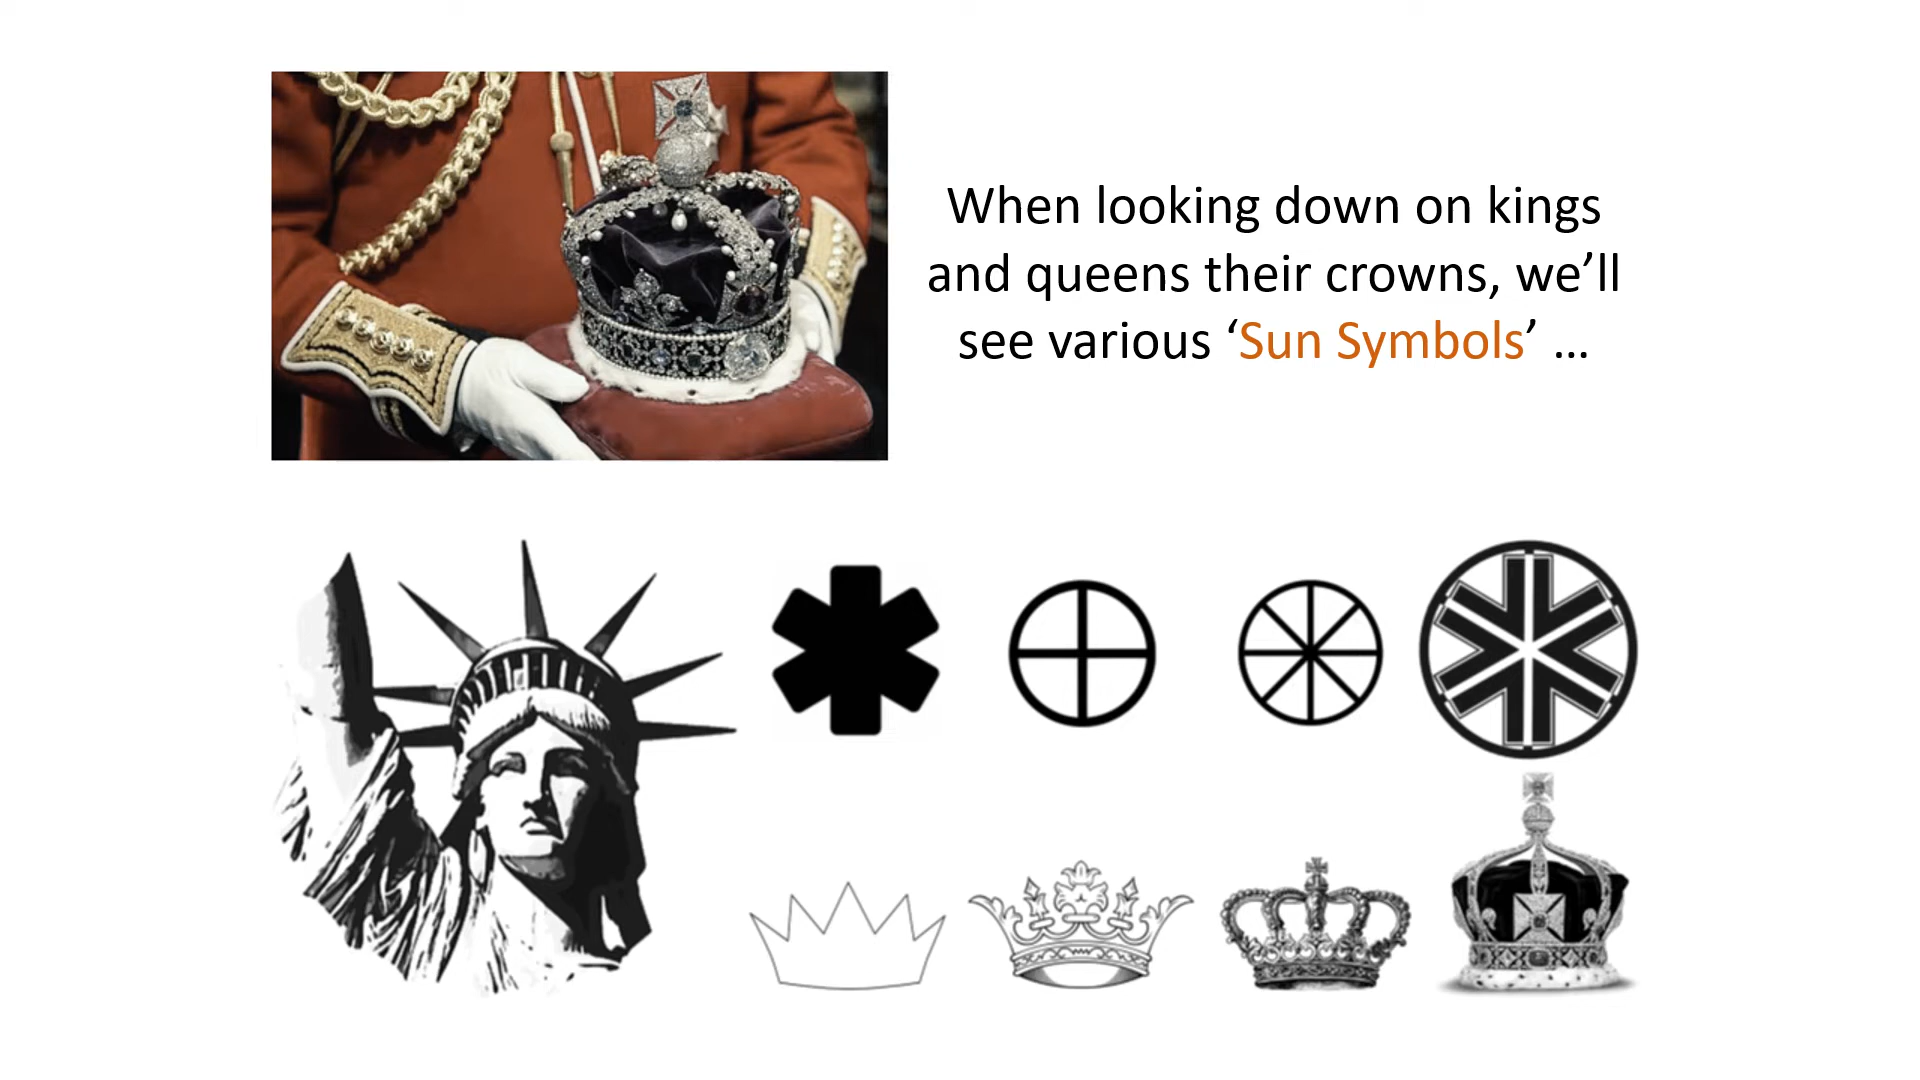 When looking down on kings
and queens their crowns, we’ll
see various ‘Sun Symbols’ ...